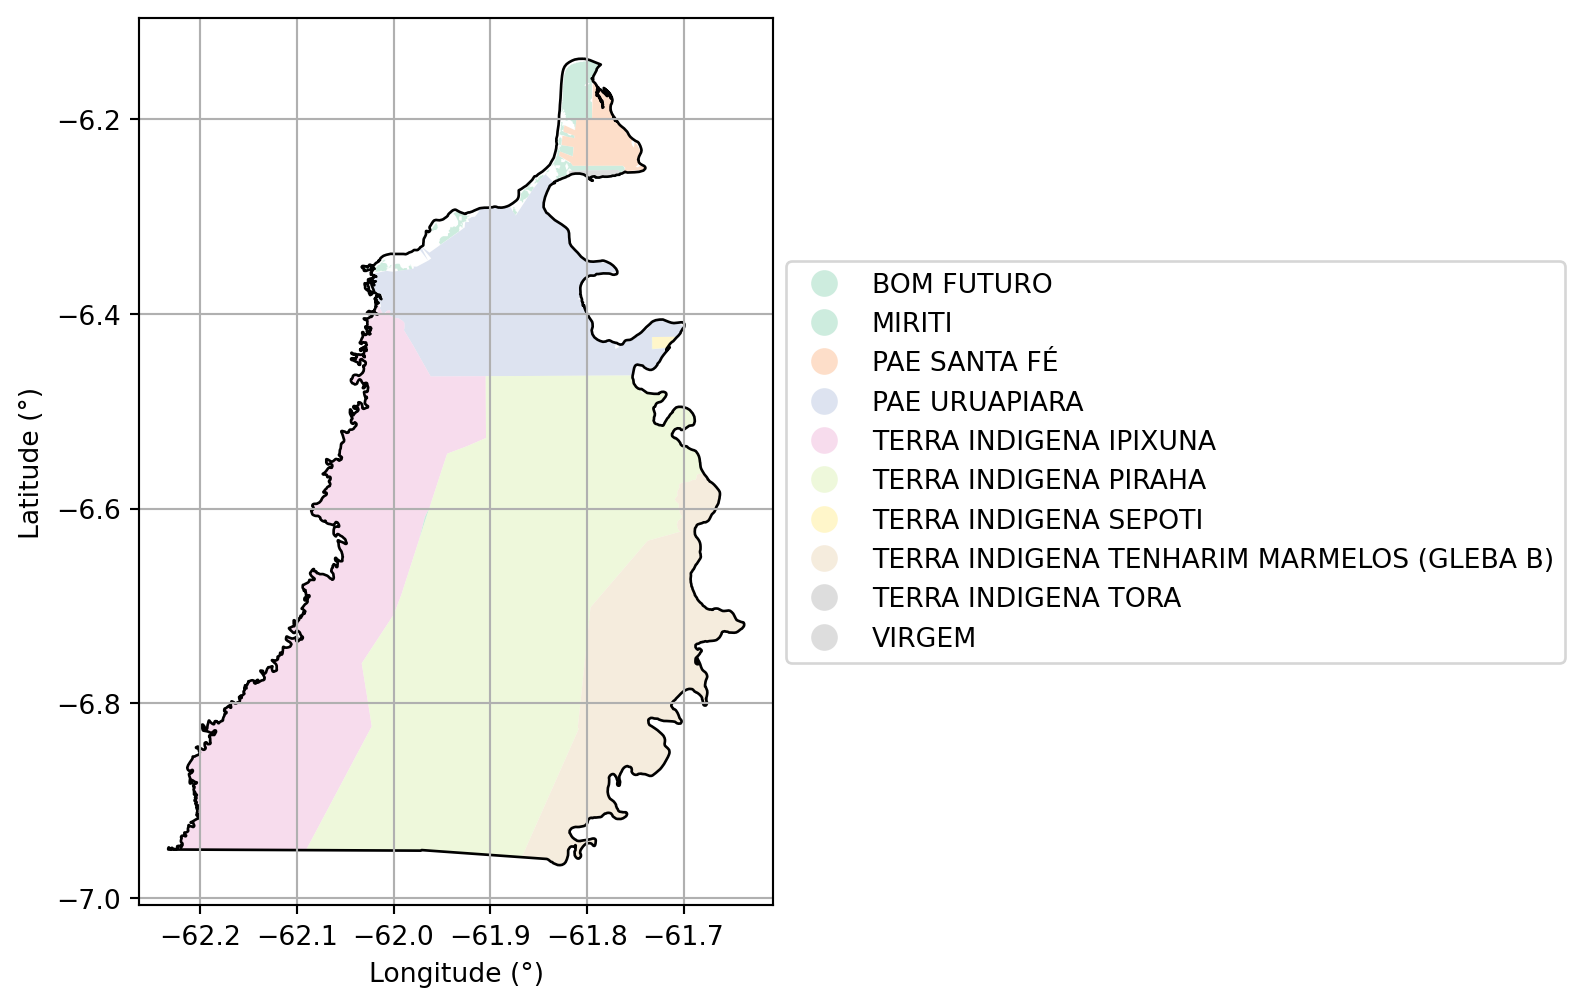 −6.2
−6.4
−6.6
−6.8
−7.0
Latitude (°)
−62.2 −62.1 −62.0 −61.9 −61.8 −61.7
Longitude (°)
BOM FUTURO
MIRITI
PAE SANTA FÉ
PAE URUAPIARA
TERRA INDIGENA IPIXUNA
TERRA INDIGENA PIRAHA
TERRA INDIGENA SEPOTI
TERRA INDIGENA TENHARIM MARMELOS (GLEBA B)
TERRA INDIGENA TORA
VIRGEM